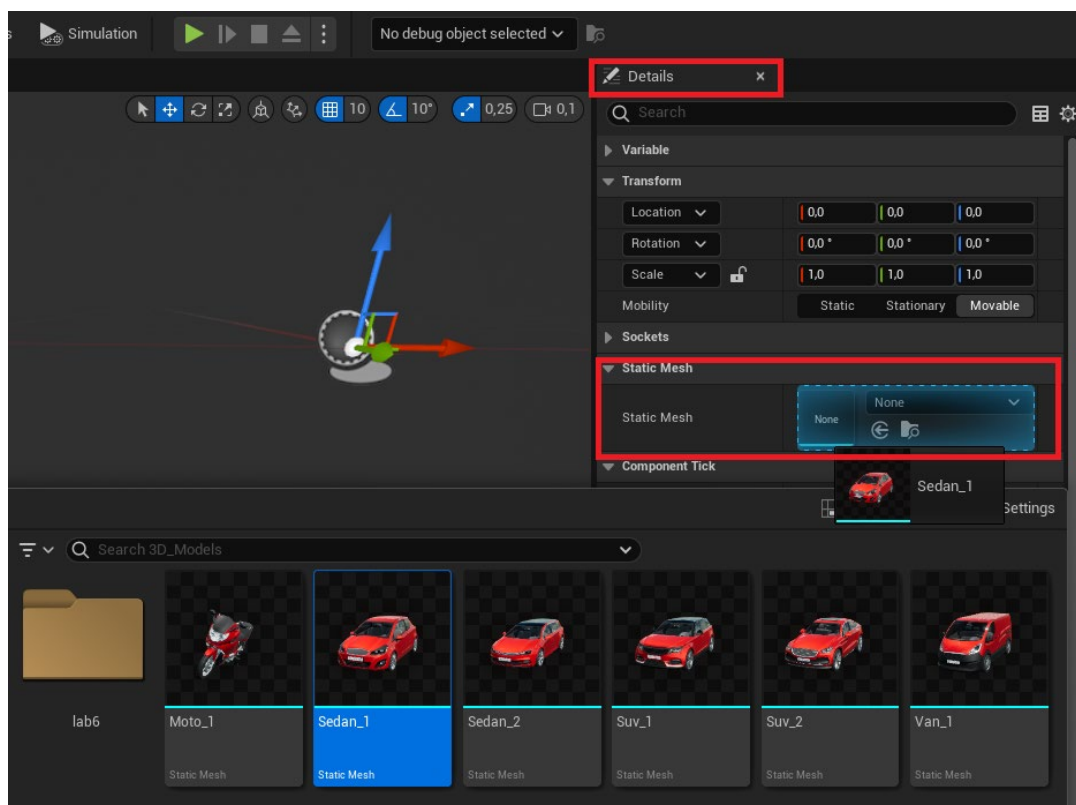 Simulation
No debug object selected
Details
10
10°
0,25
0,1
Search
Variable
Transform
Location
0,0
0,0
0,0
Rotation
0,0 °
0,0 °
0,0 °
Scale
1,0
1,0
1,0
Mobility
Static
Stationary
Movable
Sockets
Static Mesh
Static Mesh
None
None
Component Tick
Sedan_1
Settings
Search 3D_Models
lab6
Moto_1
Sedan_1
Sedan_2
Suv_1
Suv_2
Van_1
Static Mesh
Static Mesh
Static Mesh
Static Mesh
Static Mesh
Static Mesh